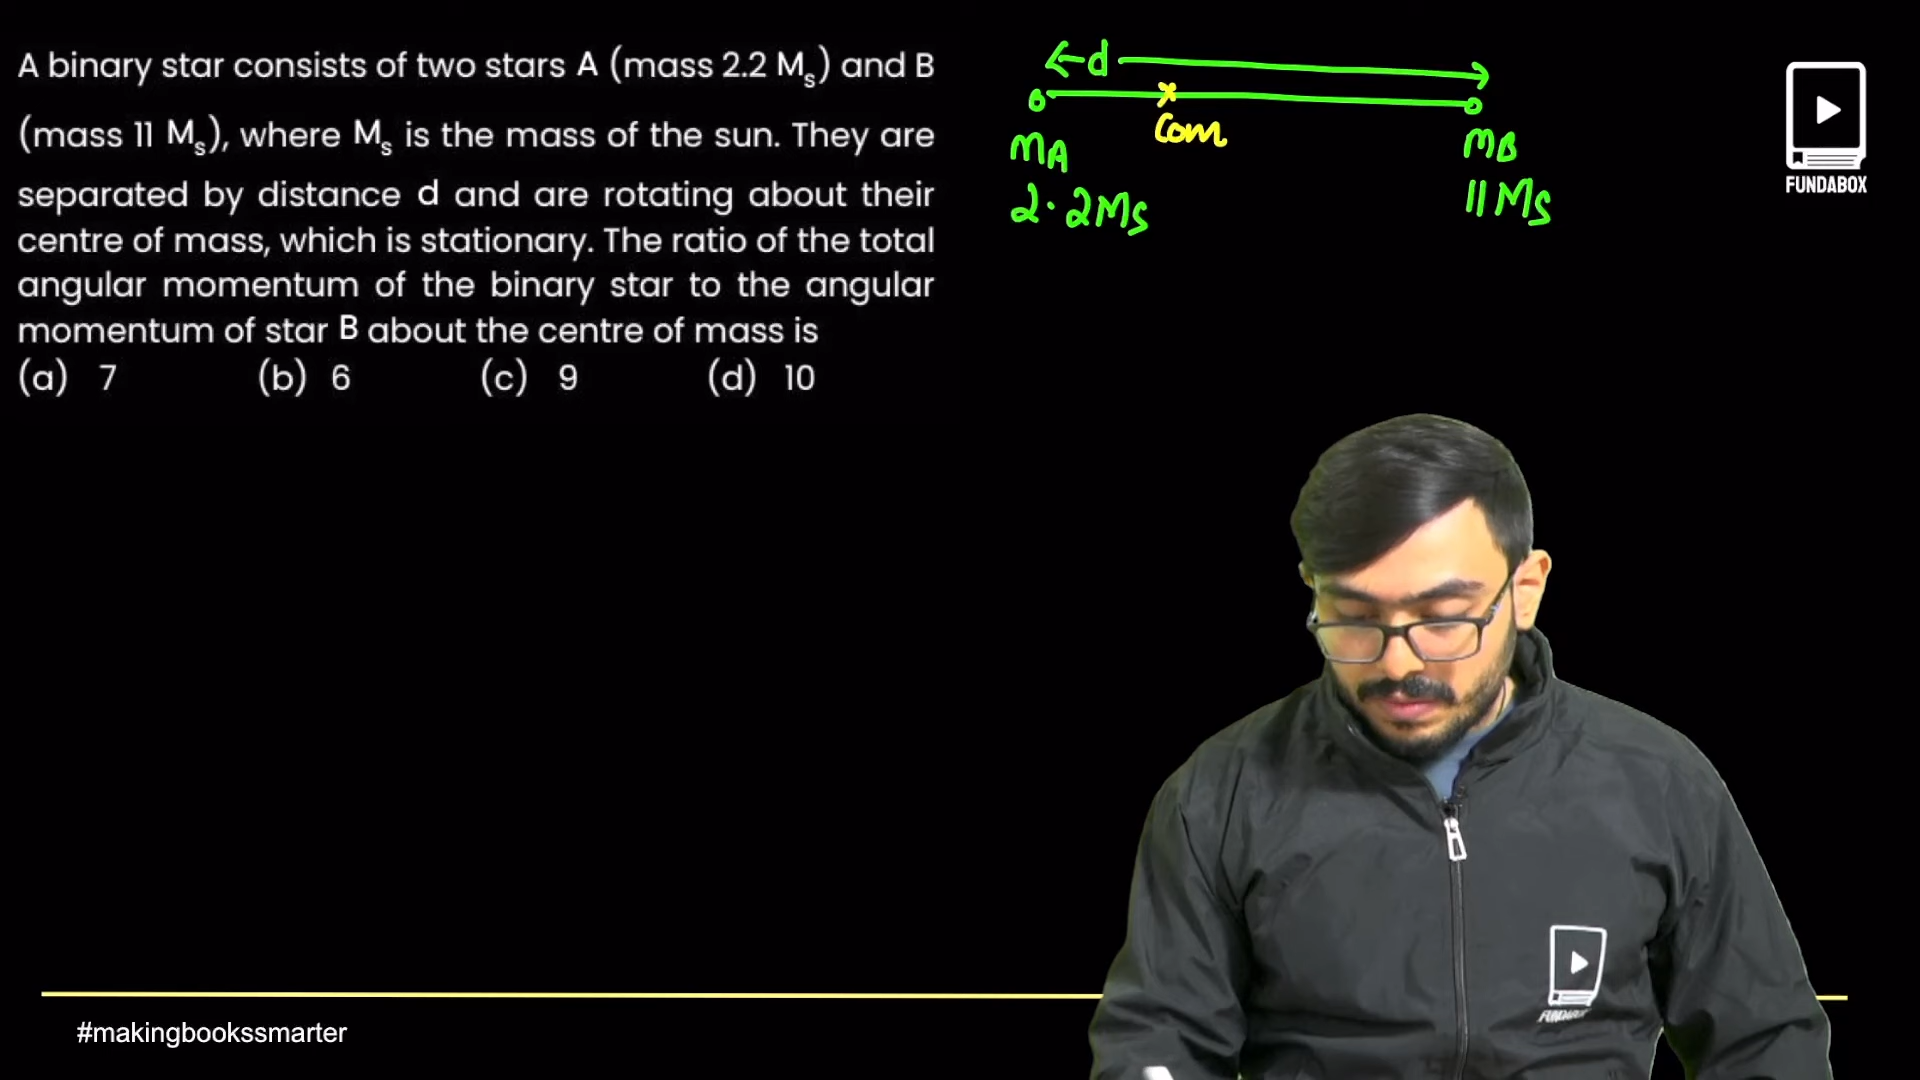 A binary star consists of two stars A (mass 2.2 Mₛ) and B
(mass 11 Mₛ), where Mₛ is the mass of the sun. They are
separated by distance d and are rotating about their
centre of mass, which is stationary. The ratio of the total
angular momentum of the binary star to the angular
momentum of star B about the centre of mass is
(a) 7 (b) 6 (c) 9 (d) 10
d
Com
MA
2.2MS
MB
11MS
FUNDABOX
FUNDABOX
#makingbookssmarter